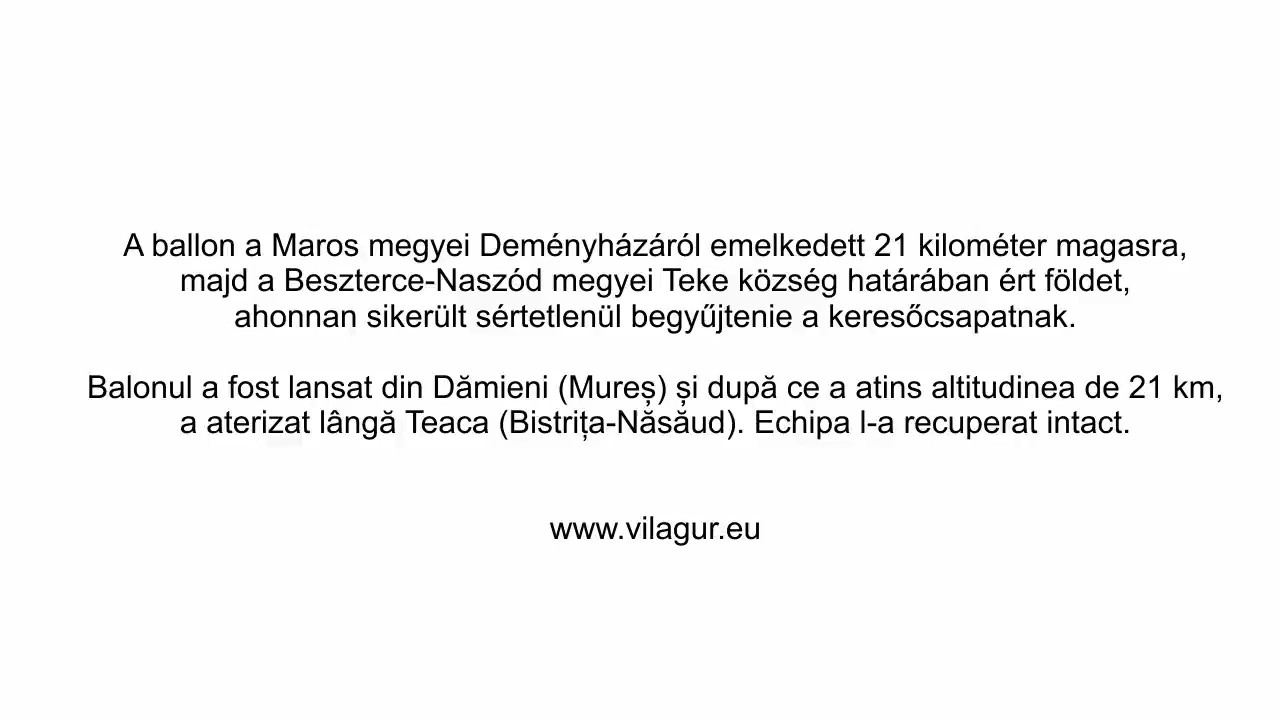 A ballon a Maros megyei Deményházáról emelkedett 21 kilométer magasra,
majd a Beszterce-Naszód megyei Teke község határában ért földet,
ahonnan sikerült sértetlenül begyűjtenie a keresőcsapatnak.
Balonul a fost lansat din Dămieni (Mureș) și după ce a atins altitudinea de 21 km,
a aterizat lângă Teaca (Bistrița-Năsăud). Echipa l-a recuperat intact.
www.vilagur.eu